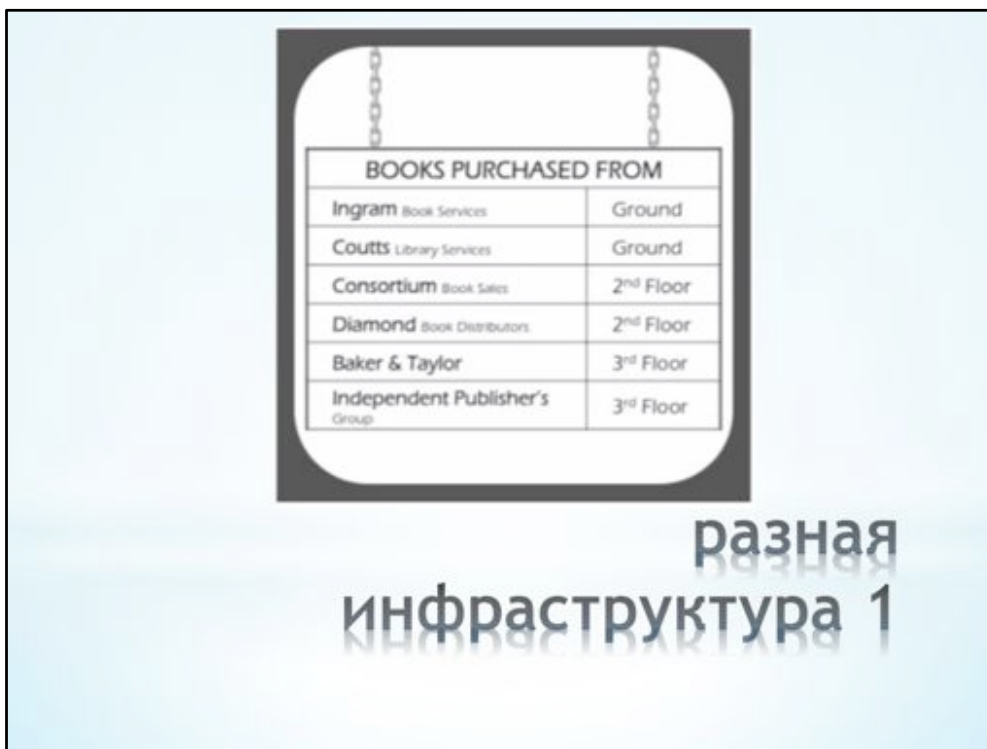 BOOKS PURCHASED FROM
Ingram Book Services Ground
Coutts Library Services Ground
Consortium Book Sales 2nd Floor
Diamond Book Distributors 2nd Floor
Baker & Taylor 3rd Floor
Independent Publisher's
Group 3rd Floor
разная
инфраструктура 1